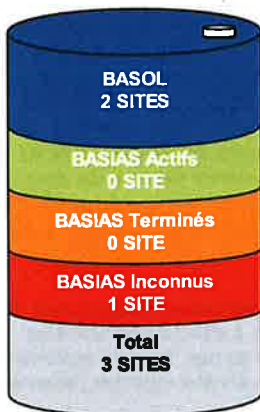 BASOL
2 SITES
BASIAS Actifs
0 SITE
BASIAS Terminés
0 SITE
BASIAS Inconnus
1 SITE
Total
3 SITES